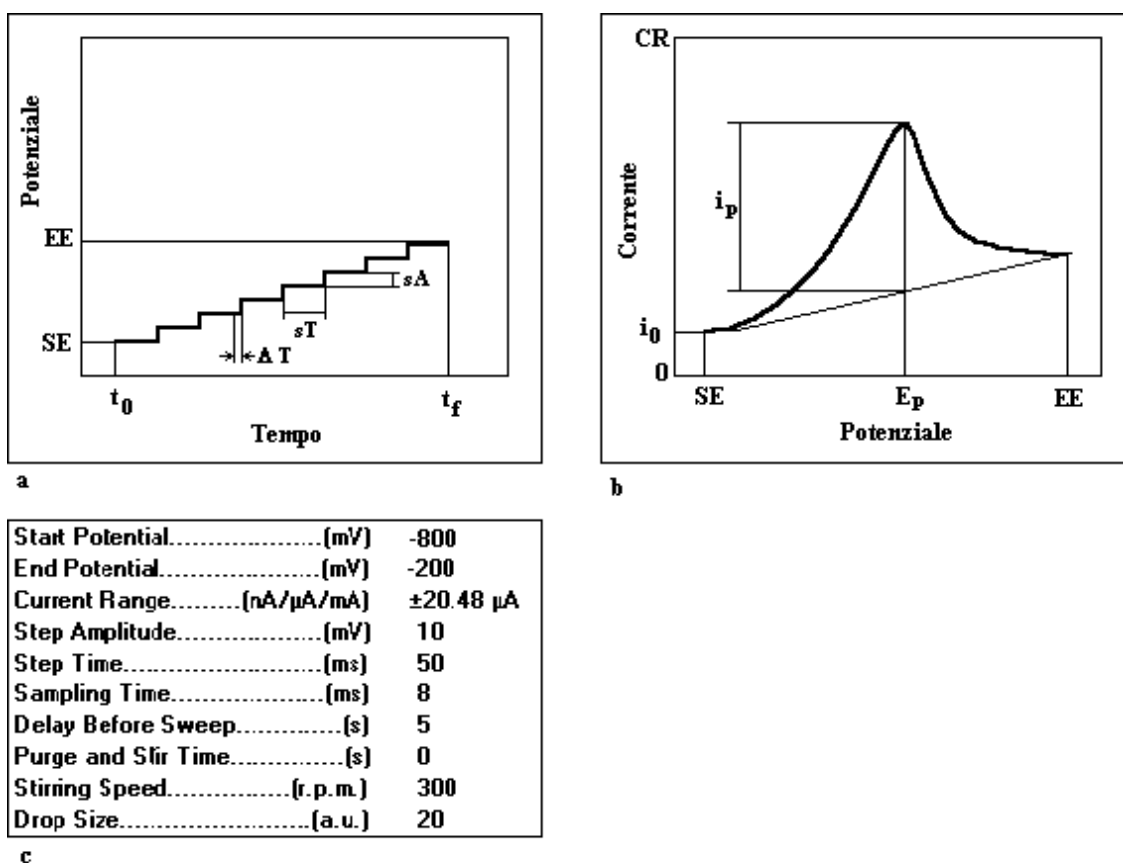 Potenziale
EE
SE
sA
sT
ΔT
t0
tf
Tempo
a
CR
Corrente
ip
i0
0
SE
Ep
EE
Potenziale
b
Start Potential.....................(mV) -800
End Potential.......................(mV) -200
Current Range.........(nA/µA/mA) ±20.48 µA
Step Amplitude.....................(mV) 10
Step Time............................(ms) 50
Sampling Time......................(ms) 8
Delay Before Sweep...............(s) 5
Purge and Stir Time...............(s) 0
Stirring Speed..................(r.p.m.) 300
Drop Size...........................(a.u.) 20
c